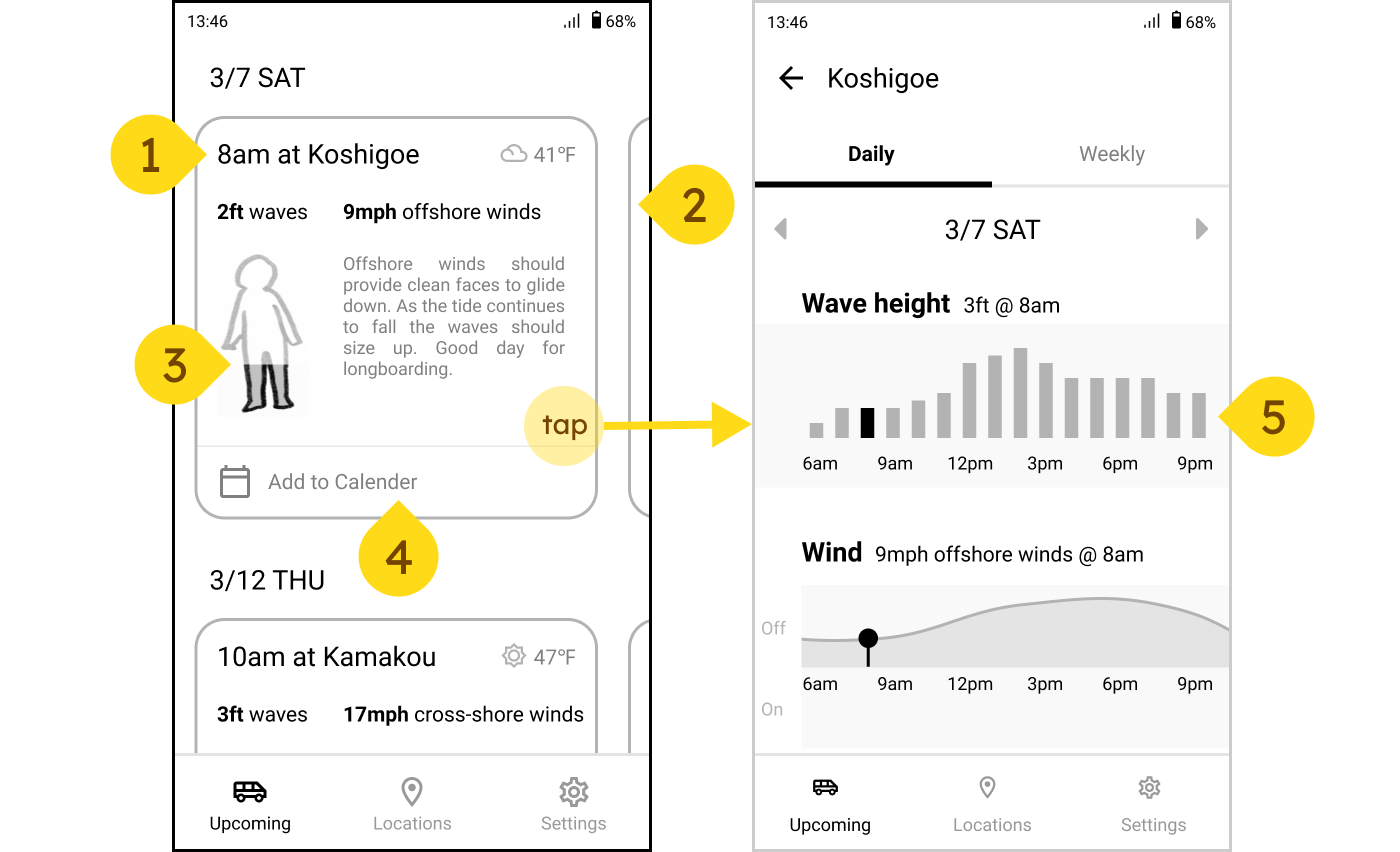 13:46
68%
3/7 SAT
1
8am at Koshigoe
41°F
2ft waves
9mph offshore winds
2
Offshore winds should
provide clean faces to glide
down. As the tide continues
to fall the waves should
size up. Good day for
longboarding.
3
tap
Add to Calender
4
3/12 THU
10am at Kamakou
47°F
3ft waves
17mph cross-shore winds
Upcoming
Locations
Settings
13:46
68%
Koshigoe
Daily
Weekly
3/7 SAT
Wave height 3ft @ 8am
5
6am 9am 12pm 3pm 6pm 9pm
Wind 9mph offshore winds @ 8am
Off
6am 9am 12pm 3pm 6pm 9pm
On
Upcoming
Locations
Settings